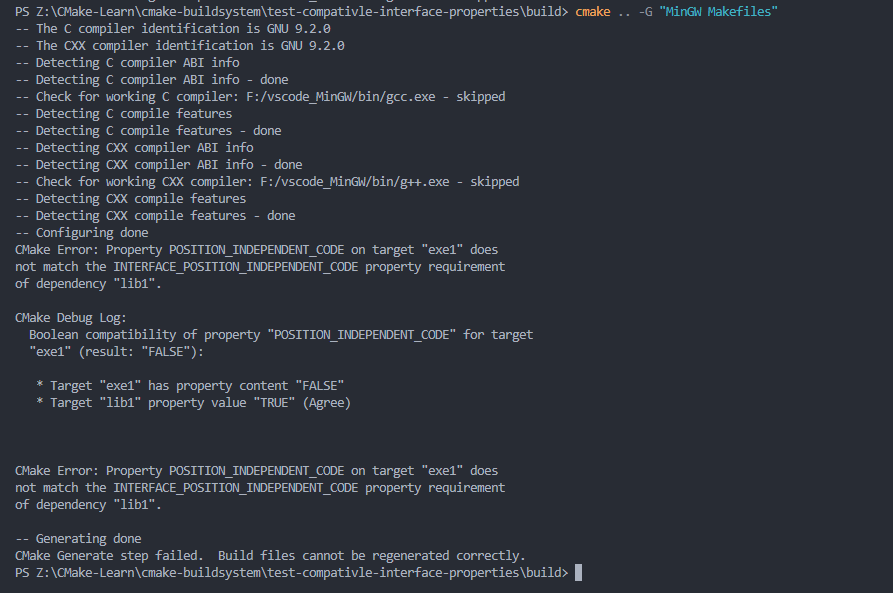 PS Z:\CMake-Learn\cmake-buildsystem\test-compativle-interface-properties\build> cmake .. -G "MinGW Makefiles"
-- The C compiler identification is GNU 9.2.0
-- The CXX compiler identification is GNU 9.2.0
-- Detecting C compiler ABI info
-- Detecting C compiler ABI info - done
-- Check for working C compiler: F:/vscode_MinGW/bin/gcc.exe - skipped
-- Detecting C compile features
-- Detecting C compile features - done
-- Detecting CXX compiler ABI info
-- Detecting CXX compiler ABI info - done
-- Check for working CXX compiler: F:/vscode_MinGW/bin/g++.exe - skipped
-- Detecting CXX compile features
-- Detecting CXX compile features - done
-- Configuring done
CMake Error: Property POSITION_INDEPENDENT_CODE on target "exe1" does
not match the INTERFACE_POSITION_INDEPENDENT_CODE property requirement
of dependency "lib1".
CMake Debug Log:
  Boolean compatibility of property "POSITION_INDEPENDENT_CODE" for target
  "exe1" (result: "FALSE"):
   * Target "exe1" has property content "FALSE"
   * Target "lib1" property value "TRUE" (Agree)
CMake Error: Property POSITION_INDEPENDENT_CODE on target "exe1" does
not match the INTERFACE_POSITION_INDEPENDENT_CODE property requirement
of dependency "lib1".
-- Generating done
CMake Generate step failed.  Build files cannot be regenerated correctly.
PS Z:\CMake-Learn\cmake-buildsystem\test-compativle-interface-properties\build>